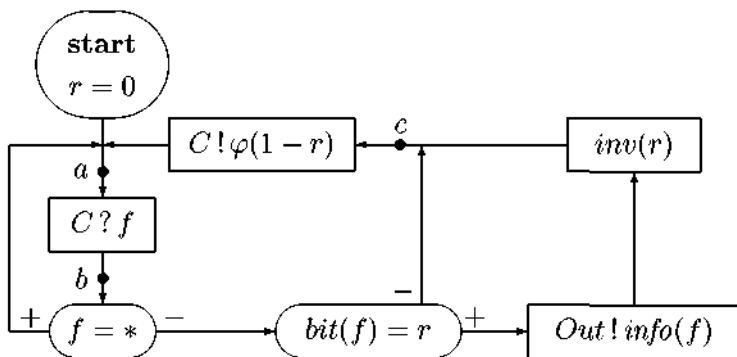 start
r = 0
C ! φ(1 − r)
c
inv(r)
a
C ? f
b
+
f = ∗
−
bit(f) = r
−
+
Out ! info(f)